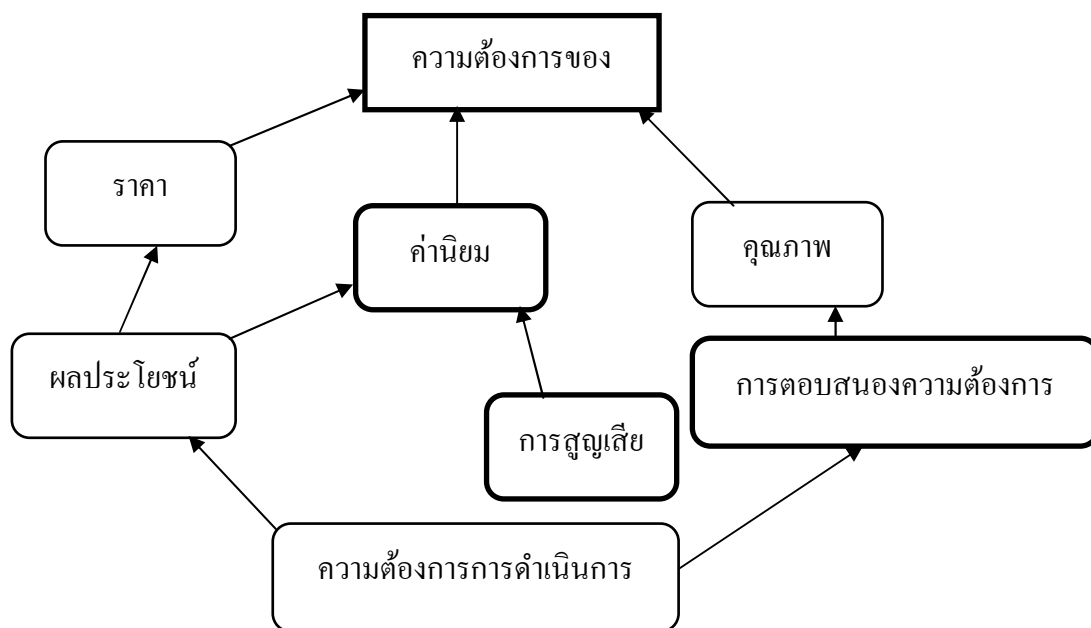 ความต้องการของ
ราคา
ค่านิยม
คุณภาพ
ผลประโยชน์
การตอบสนองความต้องการ
การสูญเสีย
ความต้องการการดำเนินการ